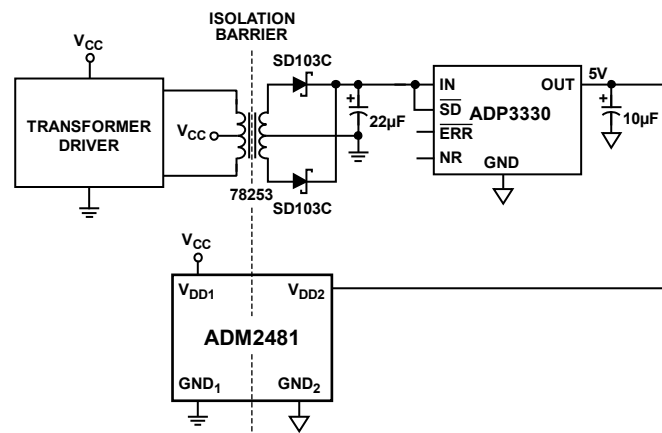 ISOLATION
BARRIER
VCC
SD103C
TRANSFORMER
DRIVER
VCC
78253
SD103C
+
22µF
IN
OUT
SD
ADP3330
ERR
NR
GND
5V
+
10µF
VCC
VDD1
VDD2
ADM2481
GND1
GND2